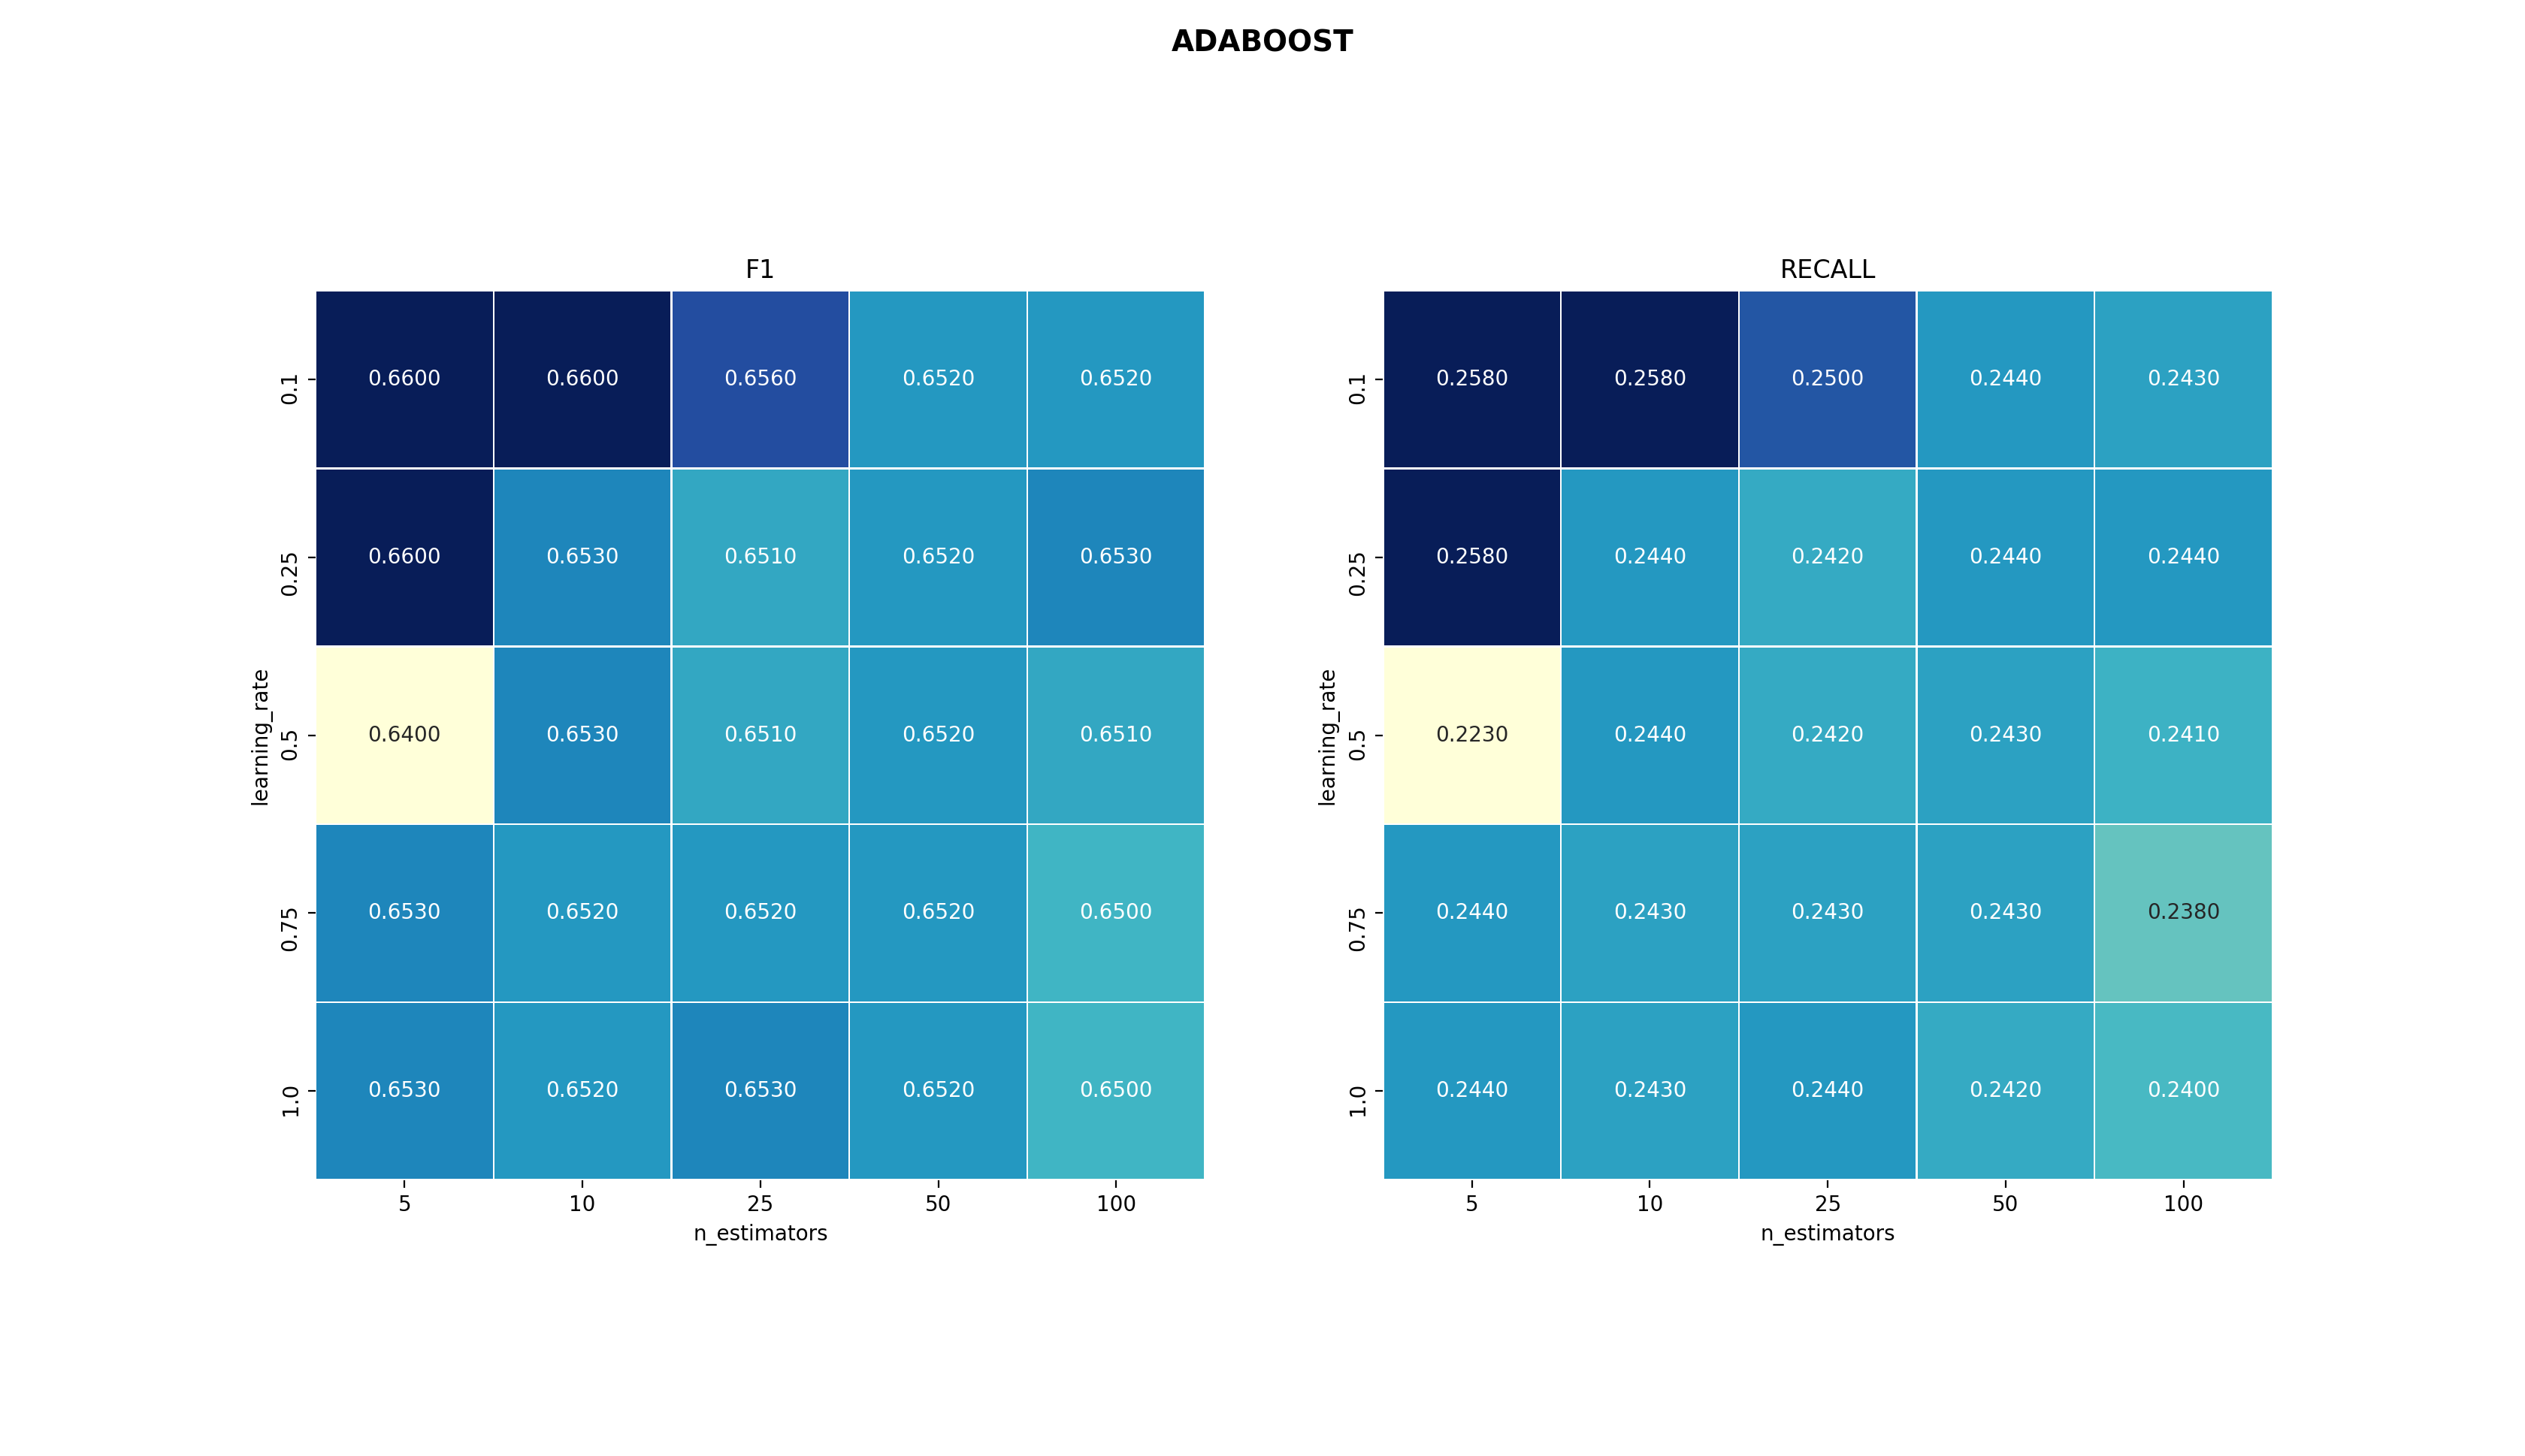 ADABOOST
F1
0.1 0.6600 0.6600 0.6560 0.6520 0.6520
0.25 0.6600 0.6530 0.6510 0.6520 0.6530
0.5 0.6400 0.6530 0.6510 0.6520 0.6510
0.75 0.6530 0.6520 0.6520 0.6520 0.6500
1.0 0.6530 0.6520 0.6530 0.6520 0.6500
learning_rate
5 10 25 50 100
n_estimators
RECALL
0.1 0.2580 0.2580 0.2500 0.2440 0.2430
0.25 0.2580 0.2440 0.2420 0.2440 0.2440
0.5 0.2230 0.2440 0.2420 0.2430 0.2410
0.75 0.2440 0.2430 0.2430 0.2430 0.2380
1.0 0.2440 0.2430 0.2440 0.2420 0.2400
learning_rate
5 10 25 50 100
n_estimators